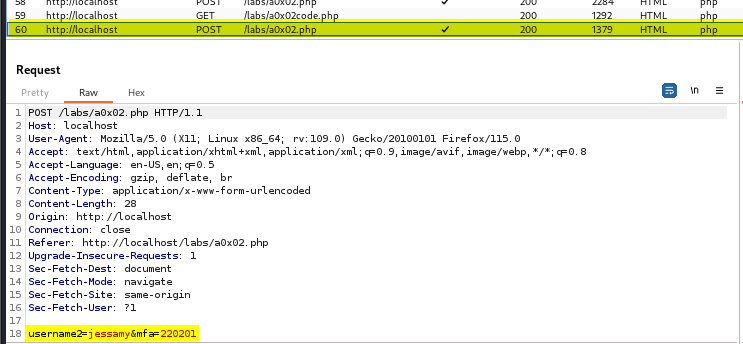 58 http://localhost POST /labs/a0x02.php ✓ 200 2284 HTML php
59 http://localhost GET /labs/a0x02code.php 200 1292 HTML php
60 http://localhost POST /labs/a0x02.php ✓ 200 1379 HTML php
Request
Pretty Raw Hex \n
1 POST /labs/a0x02.php HTTP/1.1
2 Host: localhost
3 User-Agent: Mozilla/5.0 (X11; Linux x86_64; rv:109.0) Gecko/20100101 Firefox/115.0
4 Accept: text/html,application/xhtml+xml,application/xml;q=0.9,image/avif,image/webp,*/*;q=0.8
5 Accept-Language: en-US,en;q=0.5
6 Accept-Encoding: gzip, deflate, br
7 Content-Type: application/x-www-form-urlencoded
8 Content-Length: 28
9 Origin: http://localhost
10 Connection: close
11 Referer: http://localhost/labs/a0x02.php
12 Upgrade-Insecure-Requests: 1
13 Sec-Fetch-Dest: document
14 Sec-Fetch-Mode: navigate
15 Sec-Fetch-Site: same-origin
16 Sec-Fetch-User: ?1
17
18 username2=jessamy&mfa=220201